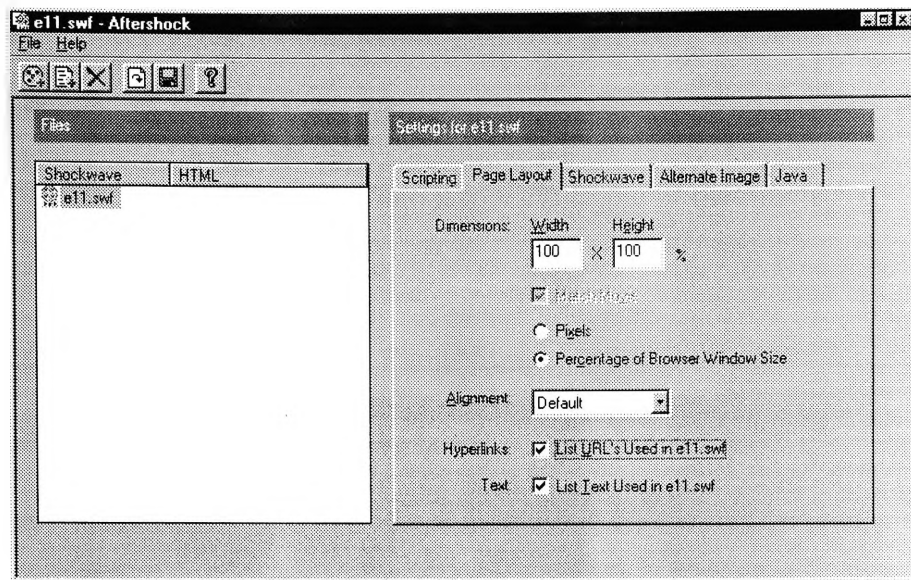 e11.swf - Aftershock
File Help
Files
Settings for e11.swf
Shockwave HTML
e11.swf
Scripting Page Layout Shockwave Alternate Image Java
Dimensions: Width Height
100 X 100 %
Match Movie
Pixels
Percentage of Browser Window Size
Alignment: Default
Hyperlinks: List URL's Used in e11.swf
Text: List Text Used in e11.swf